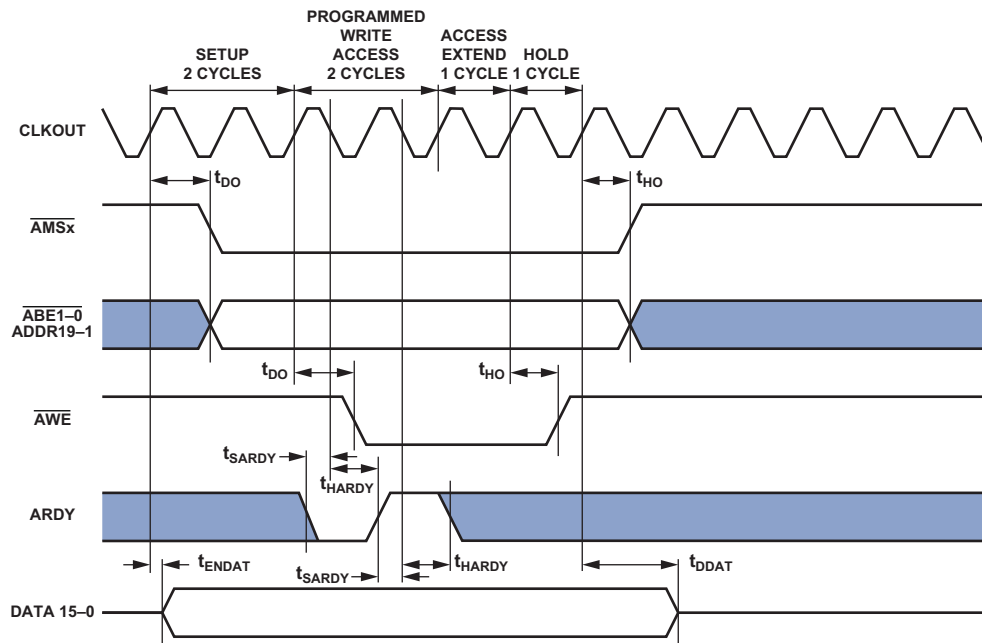 SETUP
2 CYCLES
PROGRAMMED
WRITE
ACCESS
2 CYCLES
ACCESS
EXTEND
1 CYCLE
HOLD
1 CYCLE
CLKOUT
tDO
tHO
AMSx
ABE1–0
ADDR19–1
tDO
tHO
AWE
tSARDY
tHARDY
ARDY
tENDAT
tSARDY
tHARDY
tDDAT
DATA 15–0